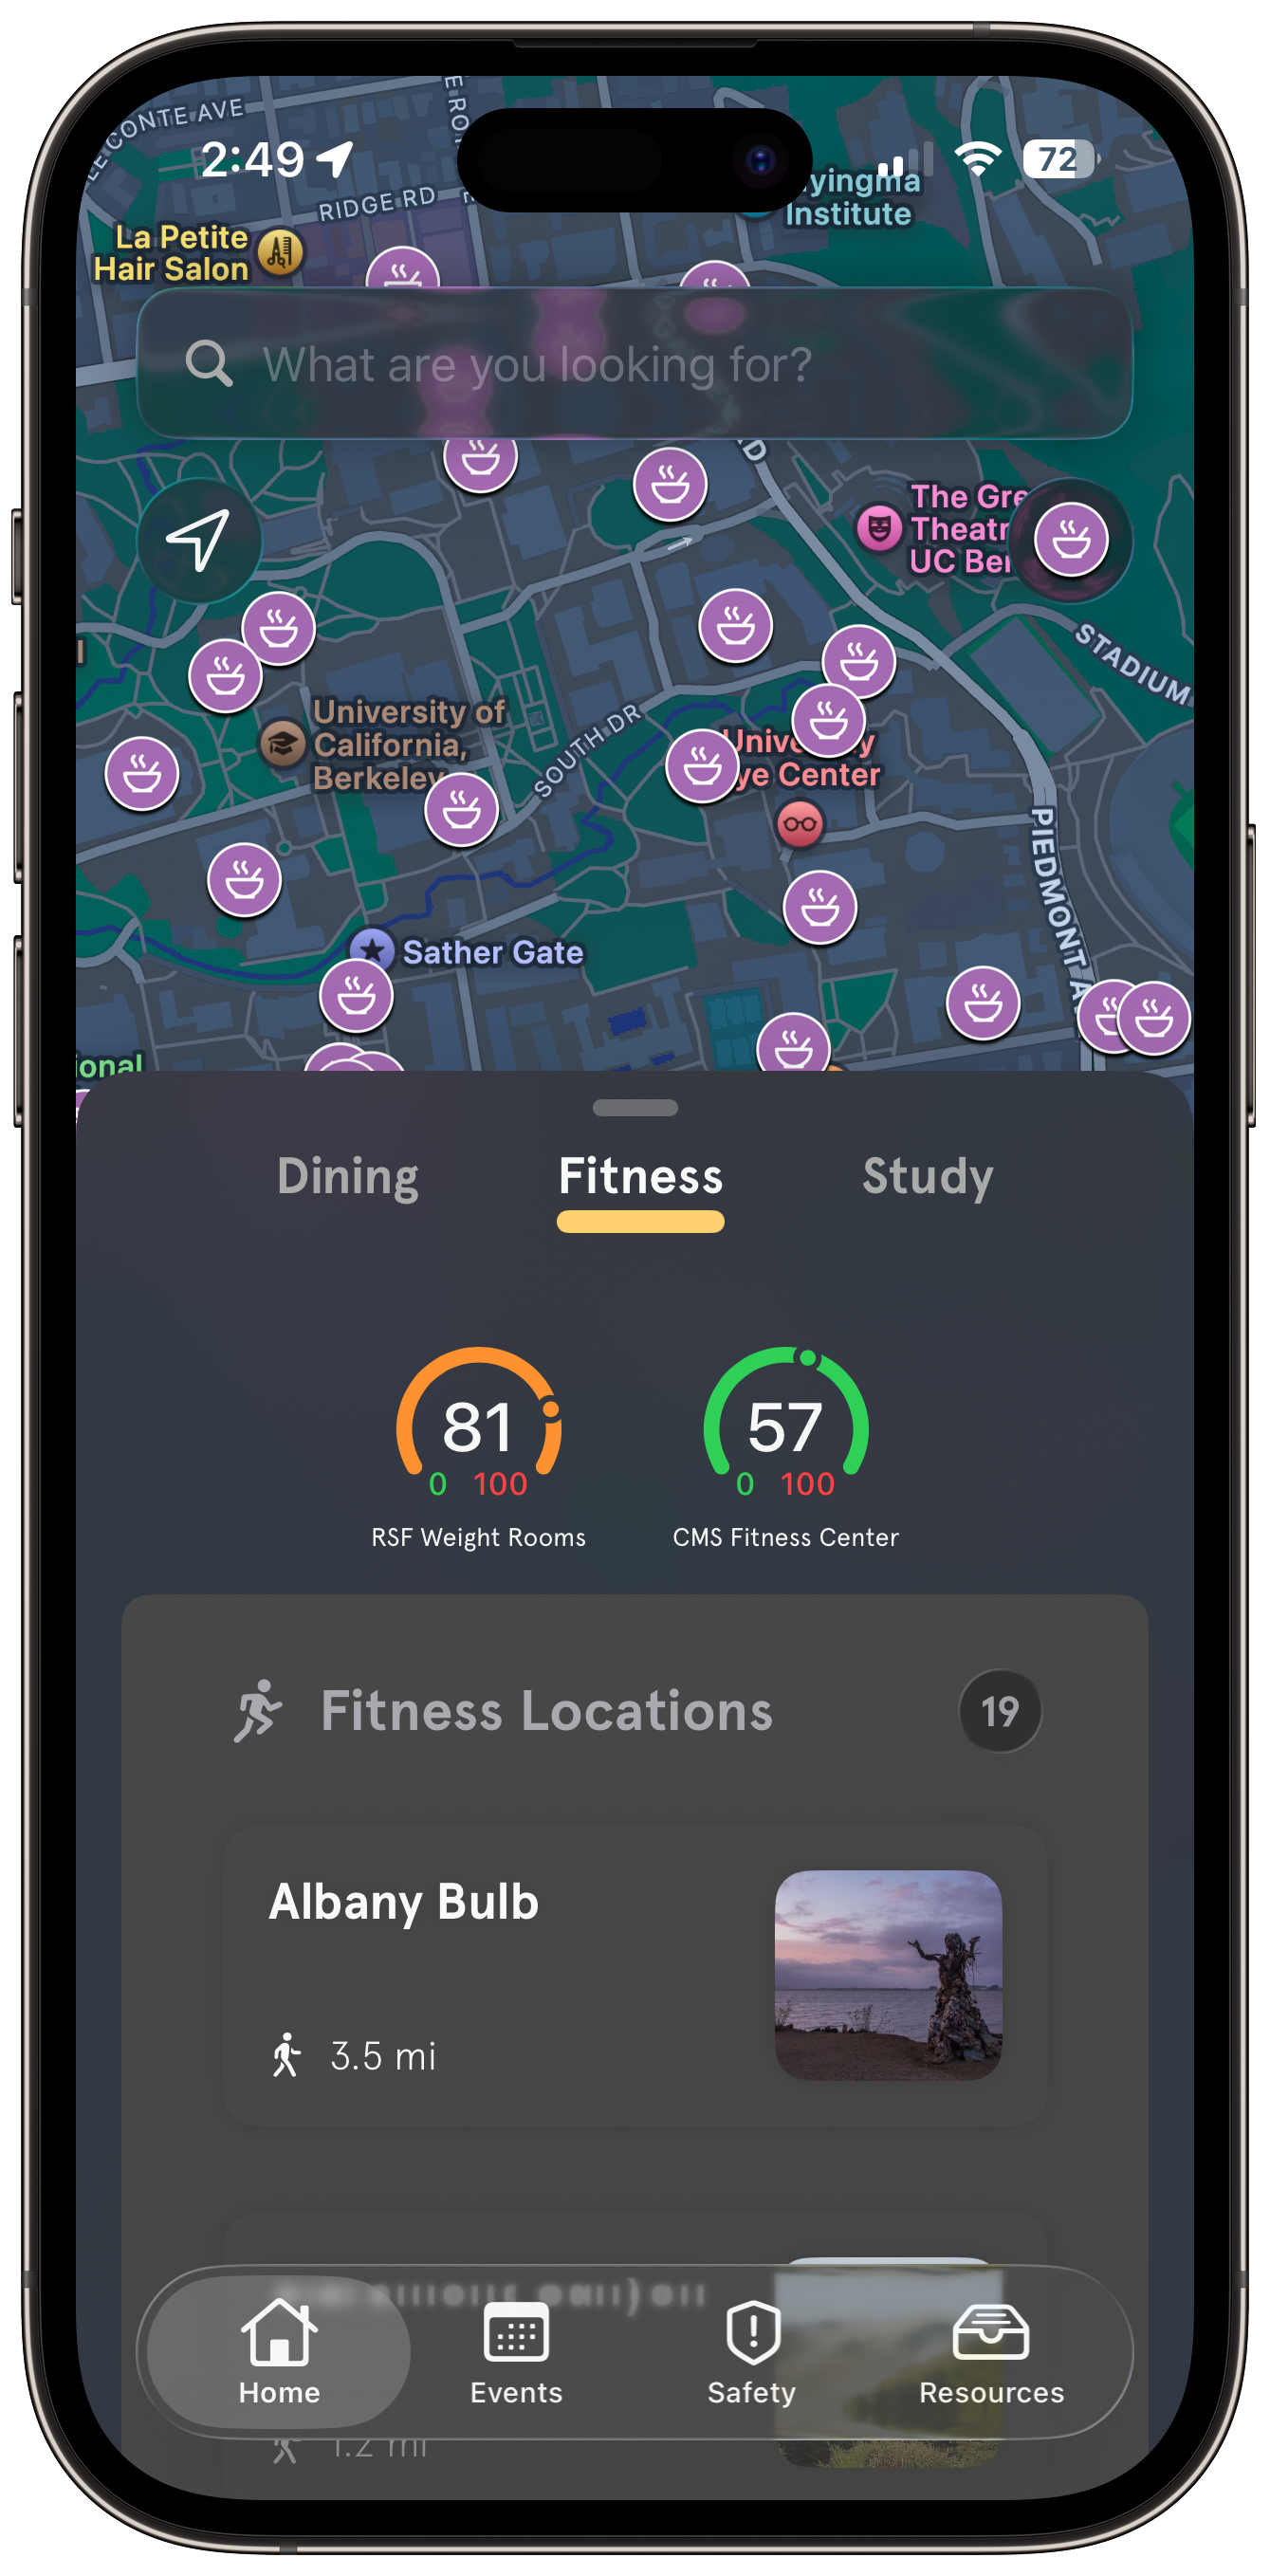 LE CONTE AVE
2:49
72
RIDGE RD
La Petite
Hair Salon
yingma
Institute
What are you looking for?
The Gre
Theatr
UC Ber
STADIUM
University of
California,
Berkeley
SOUTH DR
ye Center
PIEDMONT A
Sather Gate
ional
Dining
Fitness
Study
81
0 100
RSF Weight Rooms
57
0 100
CMS Fitness Center
Fitness Locations
19
Albany Bulb
3.5 mi
1.2 mi
Home
Events
Safety
Resources